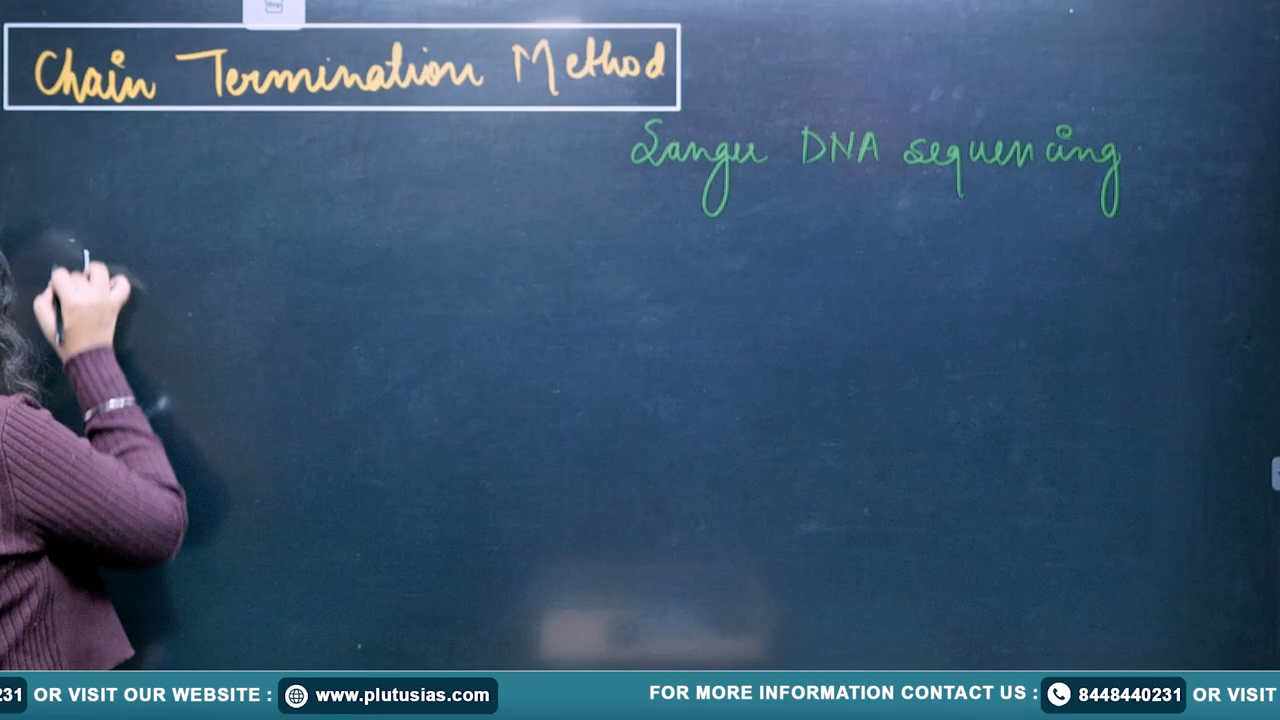 Chain Termination Method
Sanger DNA sequencing
231 OR VISIT OUR WEBSITE : www.plutusias.com FOR MORE INFORMATION CONTACT US : 8448440231 OR VISIT